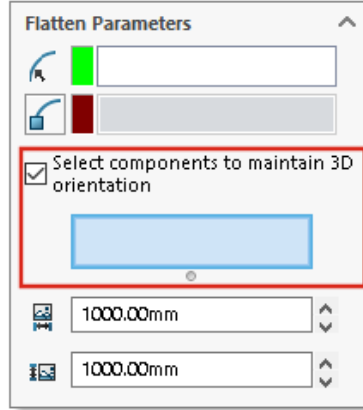 Flatten Parameters
Select components to maintain 3D
orientation
1000.00mm
1000.00mm